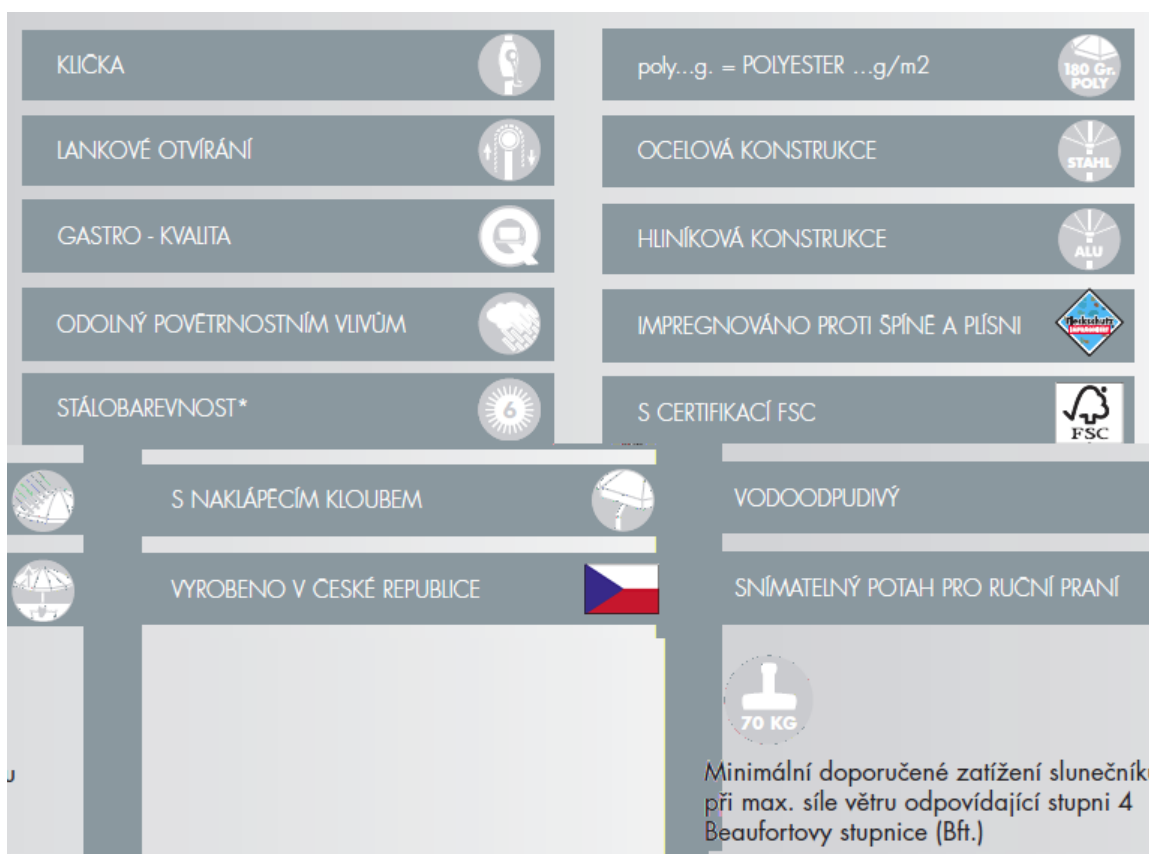 KLIČKA
LANKOVÉ OTVÍRÁNÍ
GASTRO - KVALITA
ODOLNÝ POVĚTRNOSTNÍM VLIVŮM
STÁLOBAREVNOST*
6
poly...g. = POLYESTER ...g/m2
180 Gr.
POLY
OCELOVÁ KONSTRUKCE
STAHL
HLINÍKOVÁ KONSTRUKCE
ALU
IMPREGNOVÁNO PROTI ŠPÍNĚ A PLÍSNI
S CERTIFIKACÍ FSC
FSC
S NAKLÁPĚCÍM KLOUBEM
VYROBENO V ČESKÉ REPUBLICE
VODOODPUDIVÝ
SNÍMATELNÝ POTAH PRO RUČNÍ PRANÍ
70 KG
u
Minimální doporučené zatížení slunečníku
při max. síle větru odpovídající stupni 4
Beaufortovy stupnice (Bft.)